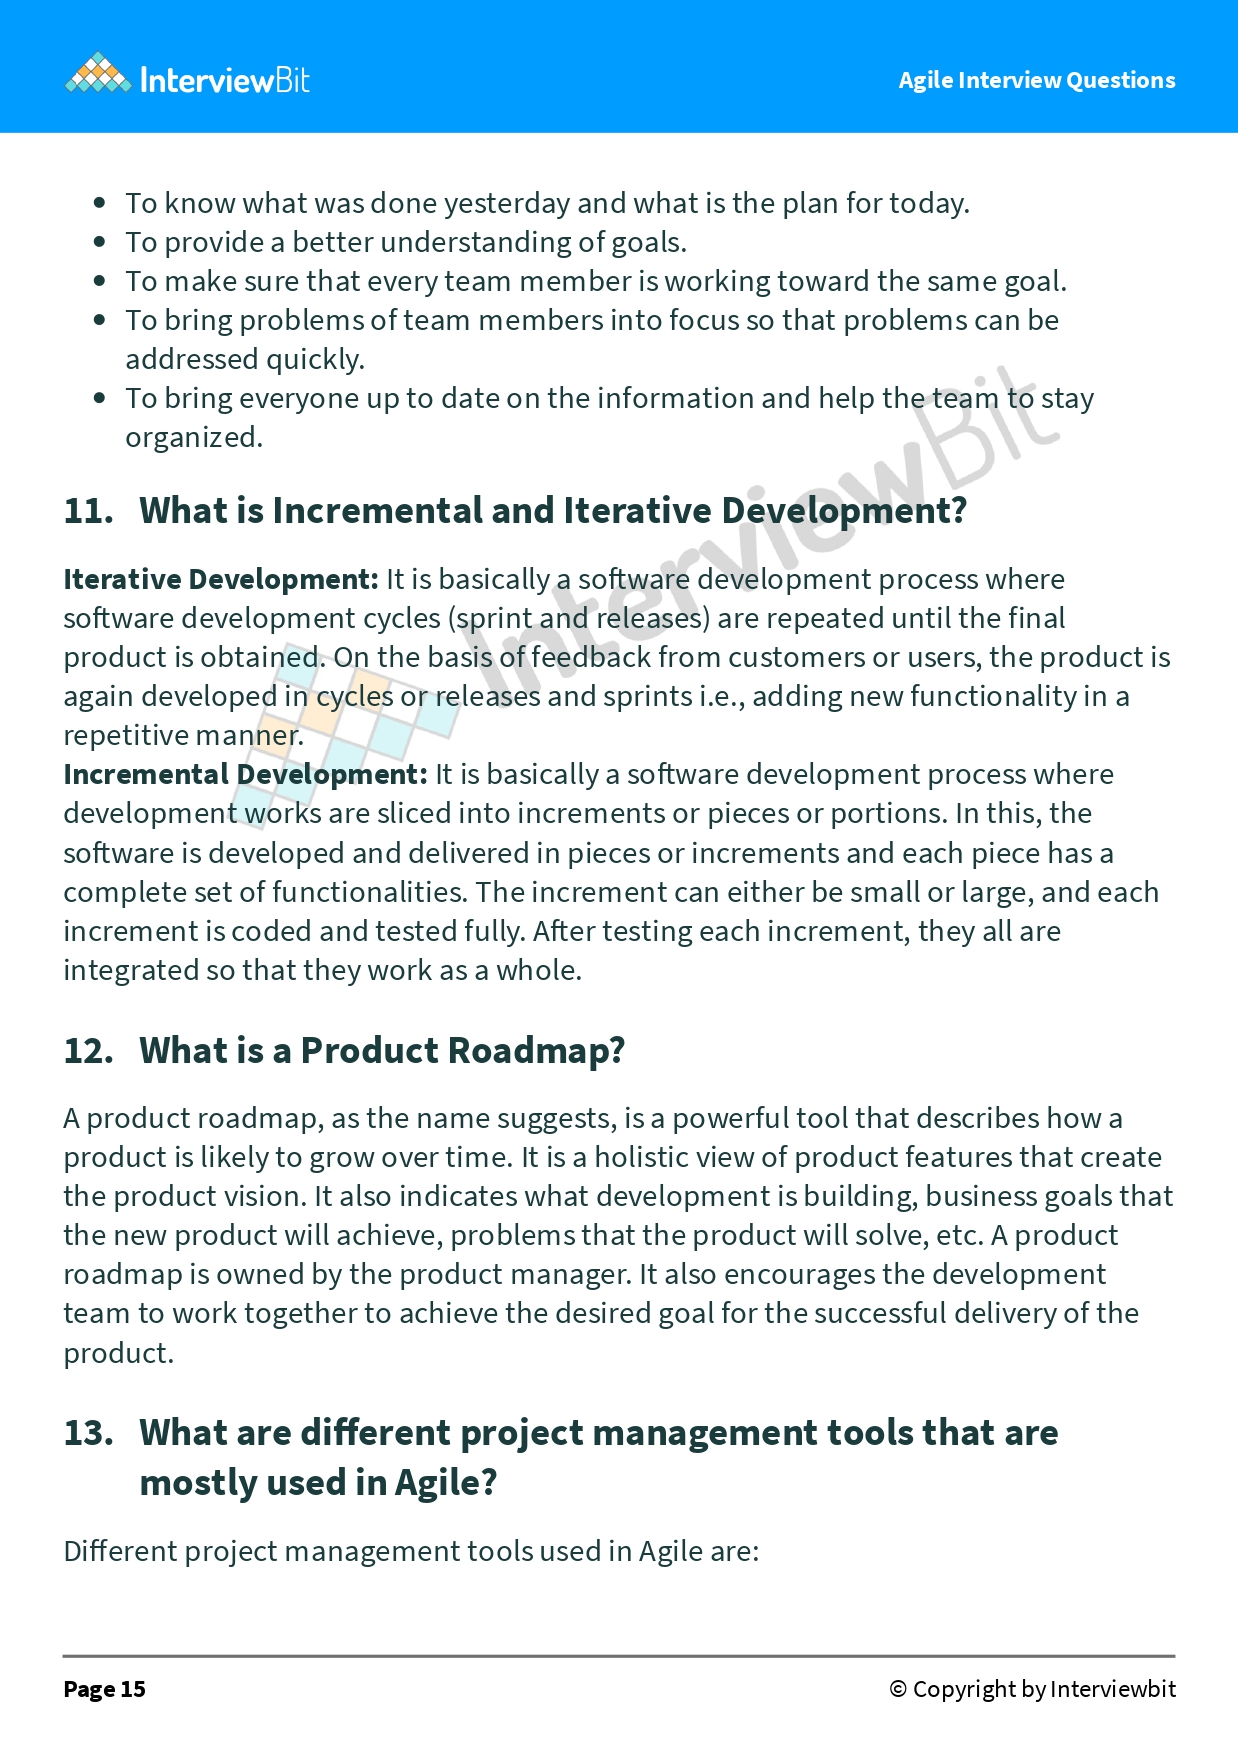 InterviewBit
Agile Interview Questions
• To know what was done yesterday and what is the plan for today.
• To provide a better understanding of goals.
• To make sure that every team member is working toward the same goal.
• To bring problems of team members into focus so that problems can be
addressed quickly.
• To bring everyone up to date on the information and help the team to stay
organized.
InterviewBit
11. What is Incremental and Iterative Development?
Iterative Development: It is basically a software development process where
software development cycles (sprint and releases) are repeated until the final
product is obtained. On the basis of feedback from customers or users, the product is
again developed in cycles or releases and sprints i.e., adding new functionality in a
repetitive manner.
Incremental Development: It is basically a software development process where
development works are sliced into increments or pieces or portions. In this, the
software is developed and delivered in pieces or increments and each piece has a
complete set of functionalities. The increment can either be small or large, and each
increment is coded and tested fully. After testing each increment, they all are
integrated so that they work as a whole.
12. What is a Product Roadmap?
A product roadmap, as the name suggests, is a powerful tool that describes how a
product is likely to grow over time. It is a holistic view of product features that create
the product vision. It also indicates what development is building, business goals that
the new product will achieve, problems that the product will solve, etc. A product
roadmap is owned by the product manager. It also encourages the development
team to work together to achieve the desired goal for the successful delivery of the
product.
13. What are different project management tools that are
mostly used in Agile?
Different project management tools used in Agile are:
Page 15
© Copyright by Interviewbit